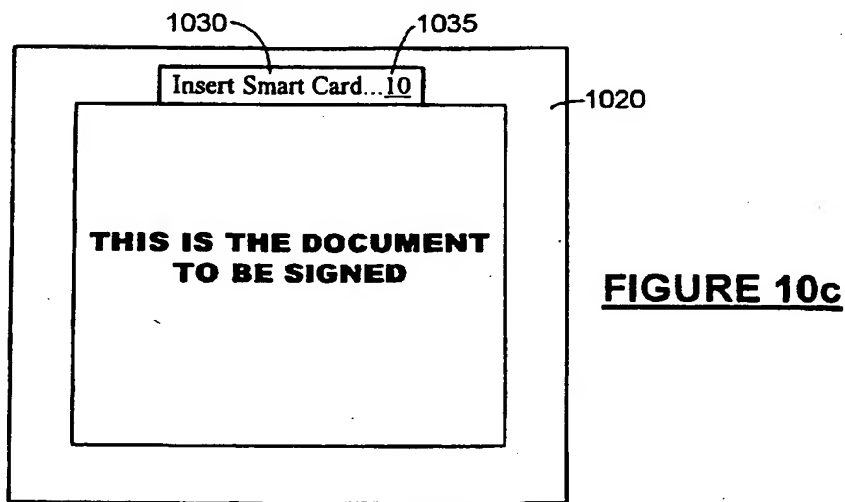 1030 1035
Insert Smart Card...10
1020
THIS IS THE DOCUMENT
TO BE SIGNED
FIGURE 10c